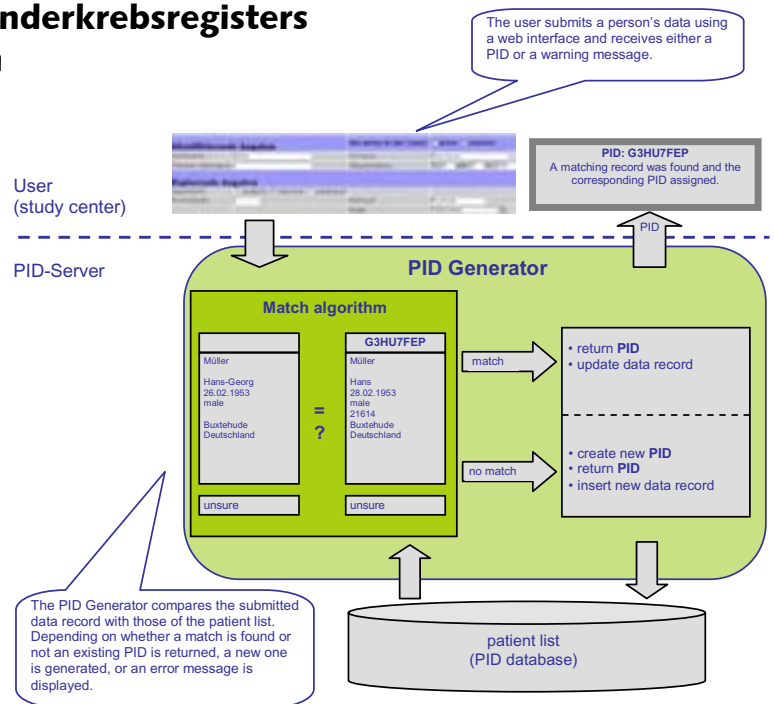 nderkrebsregisters
The user submits a person's data using
a web interface and receives either a
PID or a warning message.
PID: G3HU7FEP
A matching record was found and the
corresponding PID assigned.
User
(study center)
PID
PID-Server
PID Generator
Match algorithm
G3HU7FEP
Müller
Hans-Georg
26.02.1953
male
Buxtehude
Deutschland
unsure
=
?
Müller
Hans
28.02.1953
male
21614
Buxtehude
Deutschland
unsure
match
no match
• return PID
• update data record
• create new PID
• return PID
• insert new data record
The PID Generator compares the submitted
data record with those of the patient list.
Depending on whether a match is found or
not an existing PID is returned, a new one
is generated, or an error message is
displayed.
patient list
(PID database)